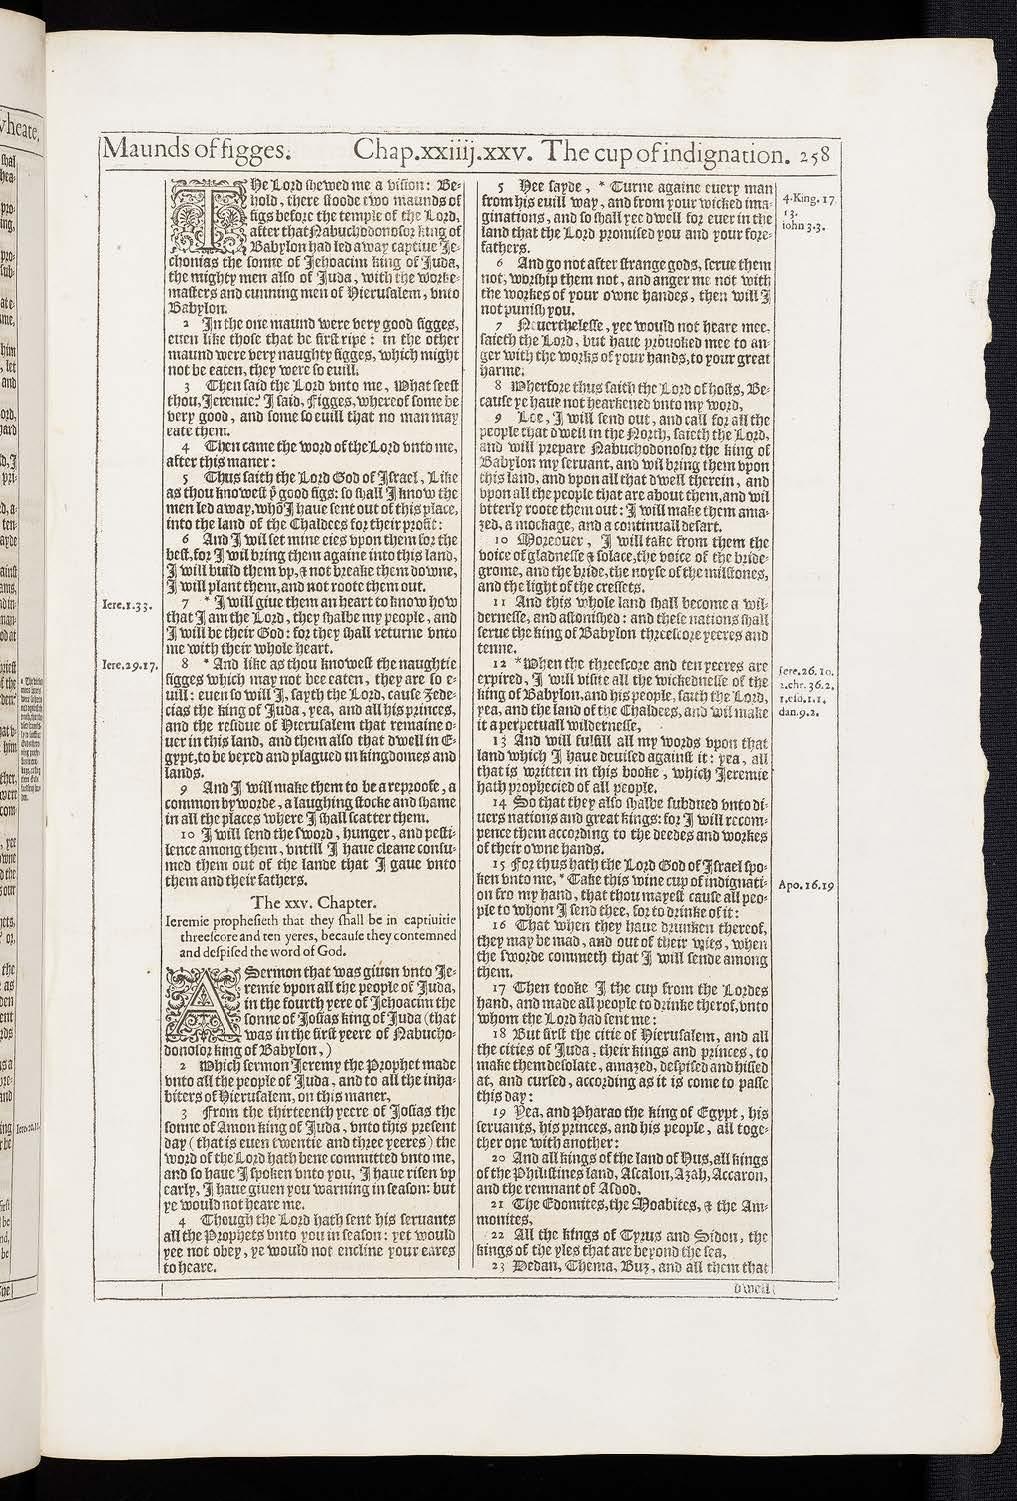 Maunds of figges. Chap.xxiiij.xxv. The cup of indignation. 258
THe Lord shewed me a vision: Be-
hold, there stoode two maunds of
figs before the temple of the Lord,
after that Nabuchodonosor king of
Babylon had led away captiue Je-
chonias the sonne of Jehoacim king of Juda,
the mighty men also of Juda, with the worke-
masters and cunning men of Hierusalem, vnto
Babylon.
2 In the one maund were very good figges,
euen like those that be first ripe: in the other
maund were very naughty figges, which might
not be eaten, they were so euill.
3 Then said the Lord vnto me, What seest
thou, Jeremie? I said, Figges, whereof some be
very good, and some so euill that no man may
eate them.
4 Then came the word of the Lord vnto me,
after this maner:
5 Thus saith the Lord God of Israel, Like
as thou knowest yͤ good figs: so shall I know the
men led away, whō I haue sent out of this place,
into the land of the Chaldees for their profit:
6 And I wil set mine eies vpon them for the
best, for I wil bring them againe into this land,
I will build them vp, & not breake them downe,
I will plant them, and not roote them out.
Iere.1.33.
7 * I will giue them an heart to know how
that I am the Lord, they shalbe my people, and
I will be their God: for they shall returne vnto
me with their whole heart.
Iere.29.17.
8 * And like as thou knowest the naughtie
figges which may not bee eaten, they are so e-
uill: euen so will I, sayth the Lord, cause Zede-
cias the king of Juda, yea, and all his princes,
and the residue of Hierusalem that remaine o-
uer in this land, and them also that dwell in E-
gypt, to be vexed and plagued in kingdomes and
lands.
9 And I will make them to be a reproofe, a
common byworde, a laughing stocke and shame
in all the places where I shall scatter them.
10 I will send the sword, hunger, and pesti-
lence among them, vntill I haue cleane consu-
med them out of the lande that I gaue vnto
them and their fathers.
The xxv. Chapter.
Ieremie prophesieth that they shall be in captiuitie
threescore and ten yeres, because they contemned
and despised the word of God.
A Sermon that was giuen vnto Je-
remie vpon all the people of Juda,
in the fourth yere of Jehoacim the
sonne of Josias king of Juda (that
was in the first yeere of Nabucho-
donosor king of Babylon,)
2 Which sermon Jeremy the Prophet made
vnto all the people of Juda, and to all the inha-
biters of Hierusalem, on this maner,
3 From the thirteenth yeere of Josias the
sonne of Amon king of Juda, vnto this present
day (that is euen twentie and three yeeres) the
word of the Lord hath bene committed vnto me,
and so haue I spoken vnto you, I haue risen vp
early, I haue giuen you warning in season: but
ye would not heare me.
4 Though the Lord hath sent his seruants
all the Prophets vnto you in season: yet would
yee not obey, ye would not encline your eares
to heare.
5 Hee sayde, * Turne againe euery man
from his euill way, and from your wicked ima-
ginations, and so shall yee dwell for euer in the
land that the Lord promised you and your fore-
fathers.
4.King.17
13.
iohn 3.3.
6 And go not after strange gods, serue them
not, worship them not, and anger me not with
the workes of your owne handes, then will I
not punish you.
7 Neuerthelesse, yee would not heare mee,
saieth the Lord, but haue prouoked mee to an-
ger with the works of your hands, to your great
harme.
8 Wherfore thus saith the Lord of hosts, Be-
cause ye haue not hearkened vnto my word,
9 Loe, I will send out, and call for all the
people that dwell in the North, saieth the Lord,
and will prepare Nabuchodonosor the king of
Babylon my seruant, and wil bring them vpon
this land, and vpon all that dwell therein, and
vpon all the people that are about them, and wil
vtterly roote them out: I will make them ama-
zed, a mockage, and a continuall desart.
10 Moreouer, I will take from them the
voice of gladnesse & solace, the voice of the bride-
grome, and the bride, the noyse of the milstones,
and the light of the cressets.
11 And this whole land shall become a wil-
dernesse, and astonished: and these nations shall
serue the king of Babylon threescore yeeres and
tenne.
12 *When the threescore and ten yeeres are
expired, I will visite all the wickednesse of the
king of Babylon, and his people, saith the Lord,
yea, and the land of the Chaldees, and wil make
it a perpetuall wildernesse,
Iere.26.10.
2.chr.36.2.
1.esd.1.1.
dan.9.2.
13 And will fulfill all my words vpon that
land which I haue deuised against it: yea, all
that is written in this booke, which Jeremie
hath prophecied of all people.
14 So that they also shalbe subdued vnto di-
uers nations and great kings: for I will recom-
pence them according to the deedes and workes
of their owne hands.
15 For thus hath the Lord God of Israel spo-
ken vnto me, * Take this wine cup of indignati-
on frō my hand, that thou mayest cause all peo-
ple to whom I send thee, for to drinke of it:
Apo.16.19
16 That when they haue drunken thereof,
they may be mad, and out of their wits, when
the sworde commeth that I will sende among
them.
17 Then tooke I the cup from the Lordes
hand, and made all people to drinke therof, vnto
whom the Lord had sent me:
18 But first the citie of Hierusalem, and all
the cities of Juda, their kings and princes, to
make them desolate, amazed, despised and hissed
at, and cursed, according as it is come to passe
this day:
19 Yea, and Pharao the king of Egypt, his
seruants, his princes, and his people, all toge-
ther one with another:
20 And all kings of the land of Hus, all kings
of the Philistines land, Ascalon, Azah, Accaron,
and the remnant of Asdod,
21 The Edomites, the Moabites, & the Am-
monites,
22 All the kings of Tyrus and Sidon, the
kings of the yles that are beyond the sea,
23 Dedan, Thema, Buz, and all them that
dwell